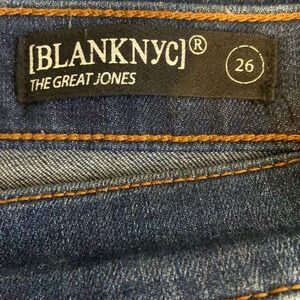 [BLANKNYC]®
THE GREAT JONES
26